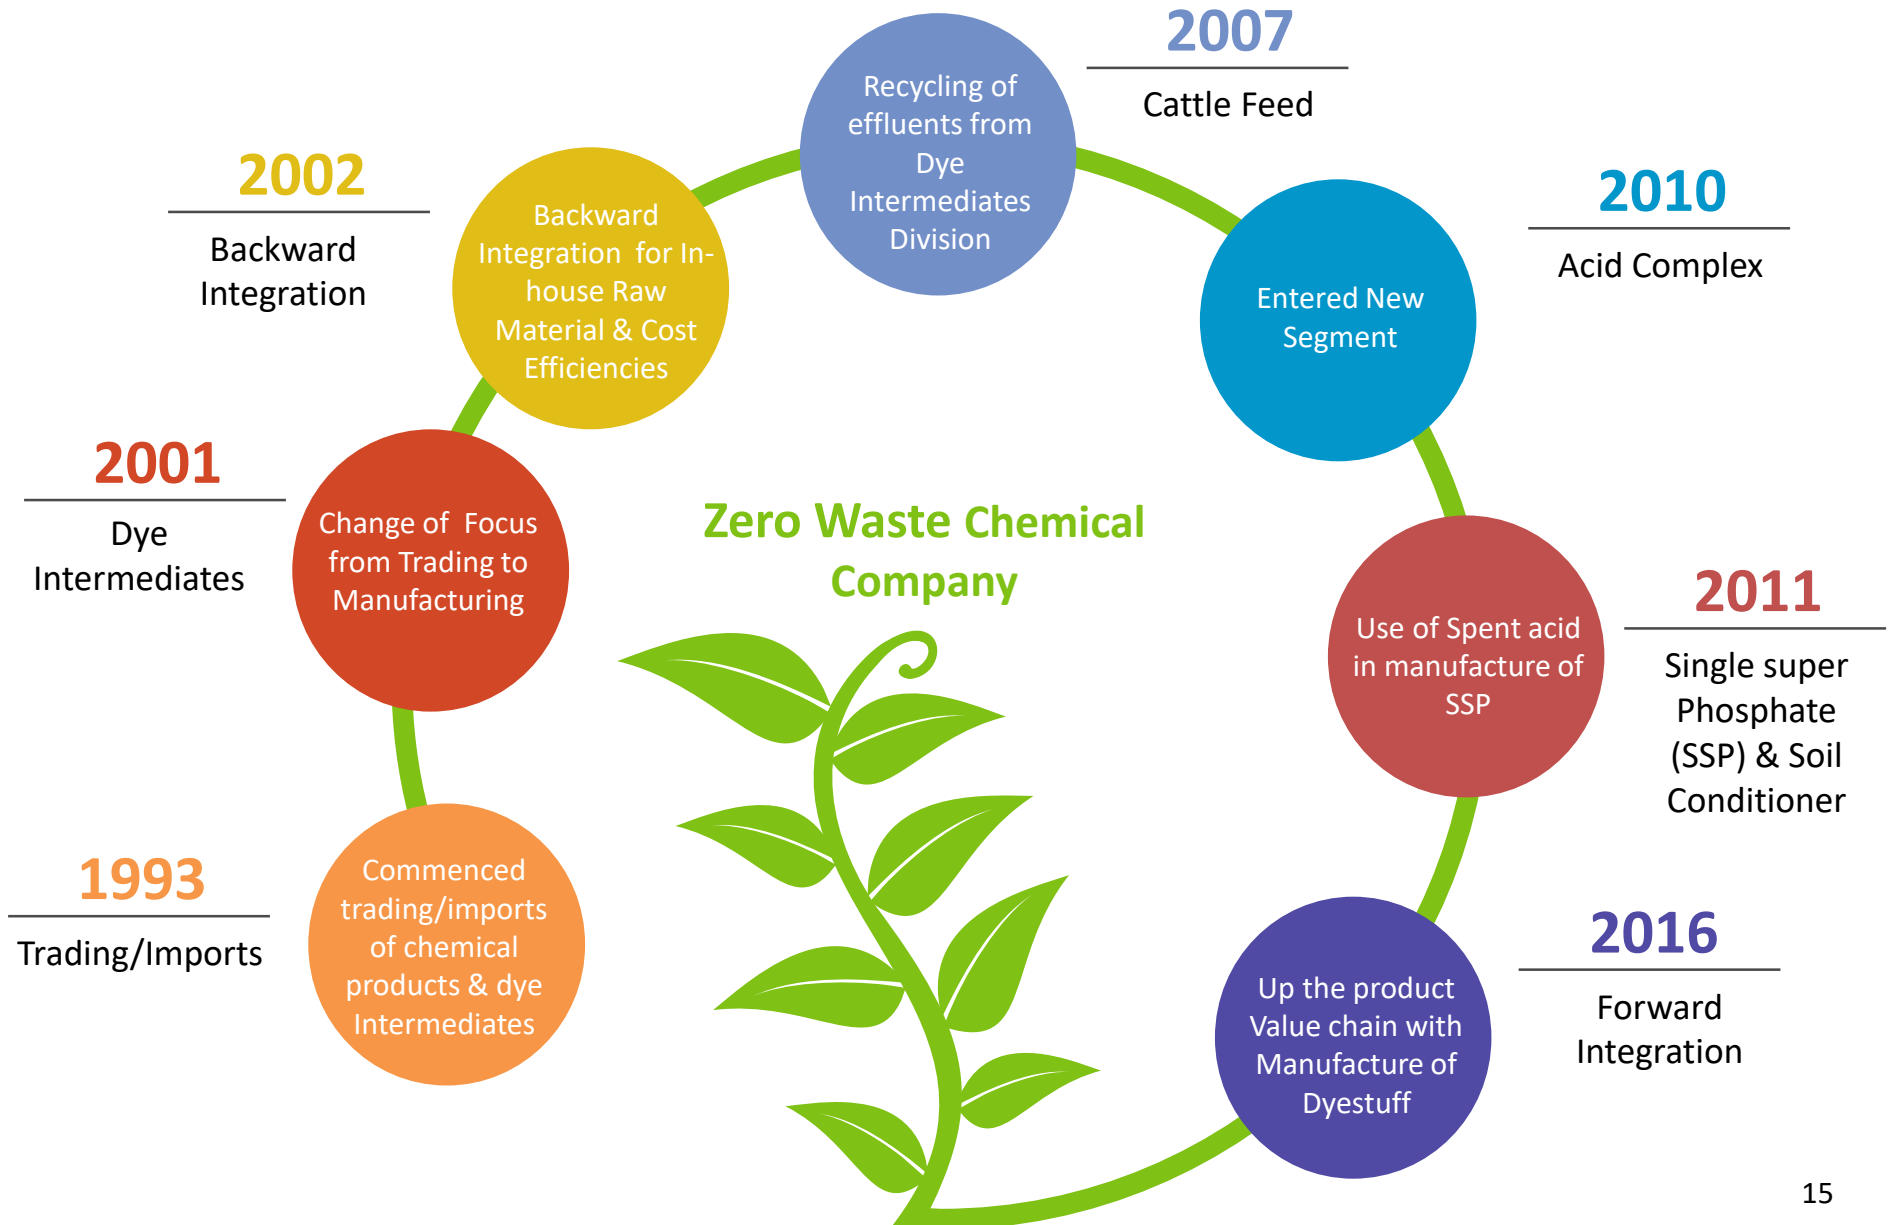 2007
Cattle Feed
Recycling of
effluents from
Dye
Intermediates
Division
2002
Backward
Integration
Backward
Integration  for In-
house Raw
Material & Cost
Efficiencies
2010
Acid Complex
Entered New
Segment
2001
Dye
Intermediates
Change of  Focus
from Trading to
Manufacturing
Zero Waste Chemical
Company
2011
Single super
Phosphate
(SSP) & Soil
Conditioner
Use of Spent acid
in manufacture of
SSP
1993
Trading/Imports
Commenced
trading/imports
of chemical
products & dye
Intermediates
2016
Forward
Integration
Up the product
Value chain with
Manufacture of
Dyestuff
15